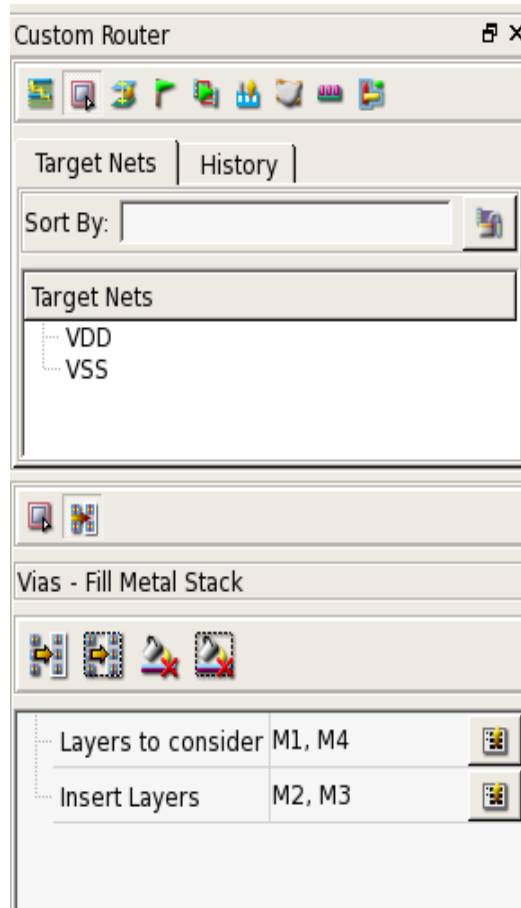 Custom Router
Target Nets History
Sort By:
Target Nets
VDD
VSS
Vias - Fill Metal Stack
Layers to consider M1, M4
Insert Layers M2, M3